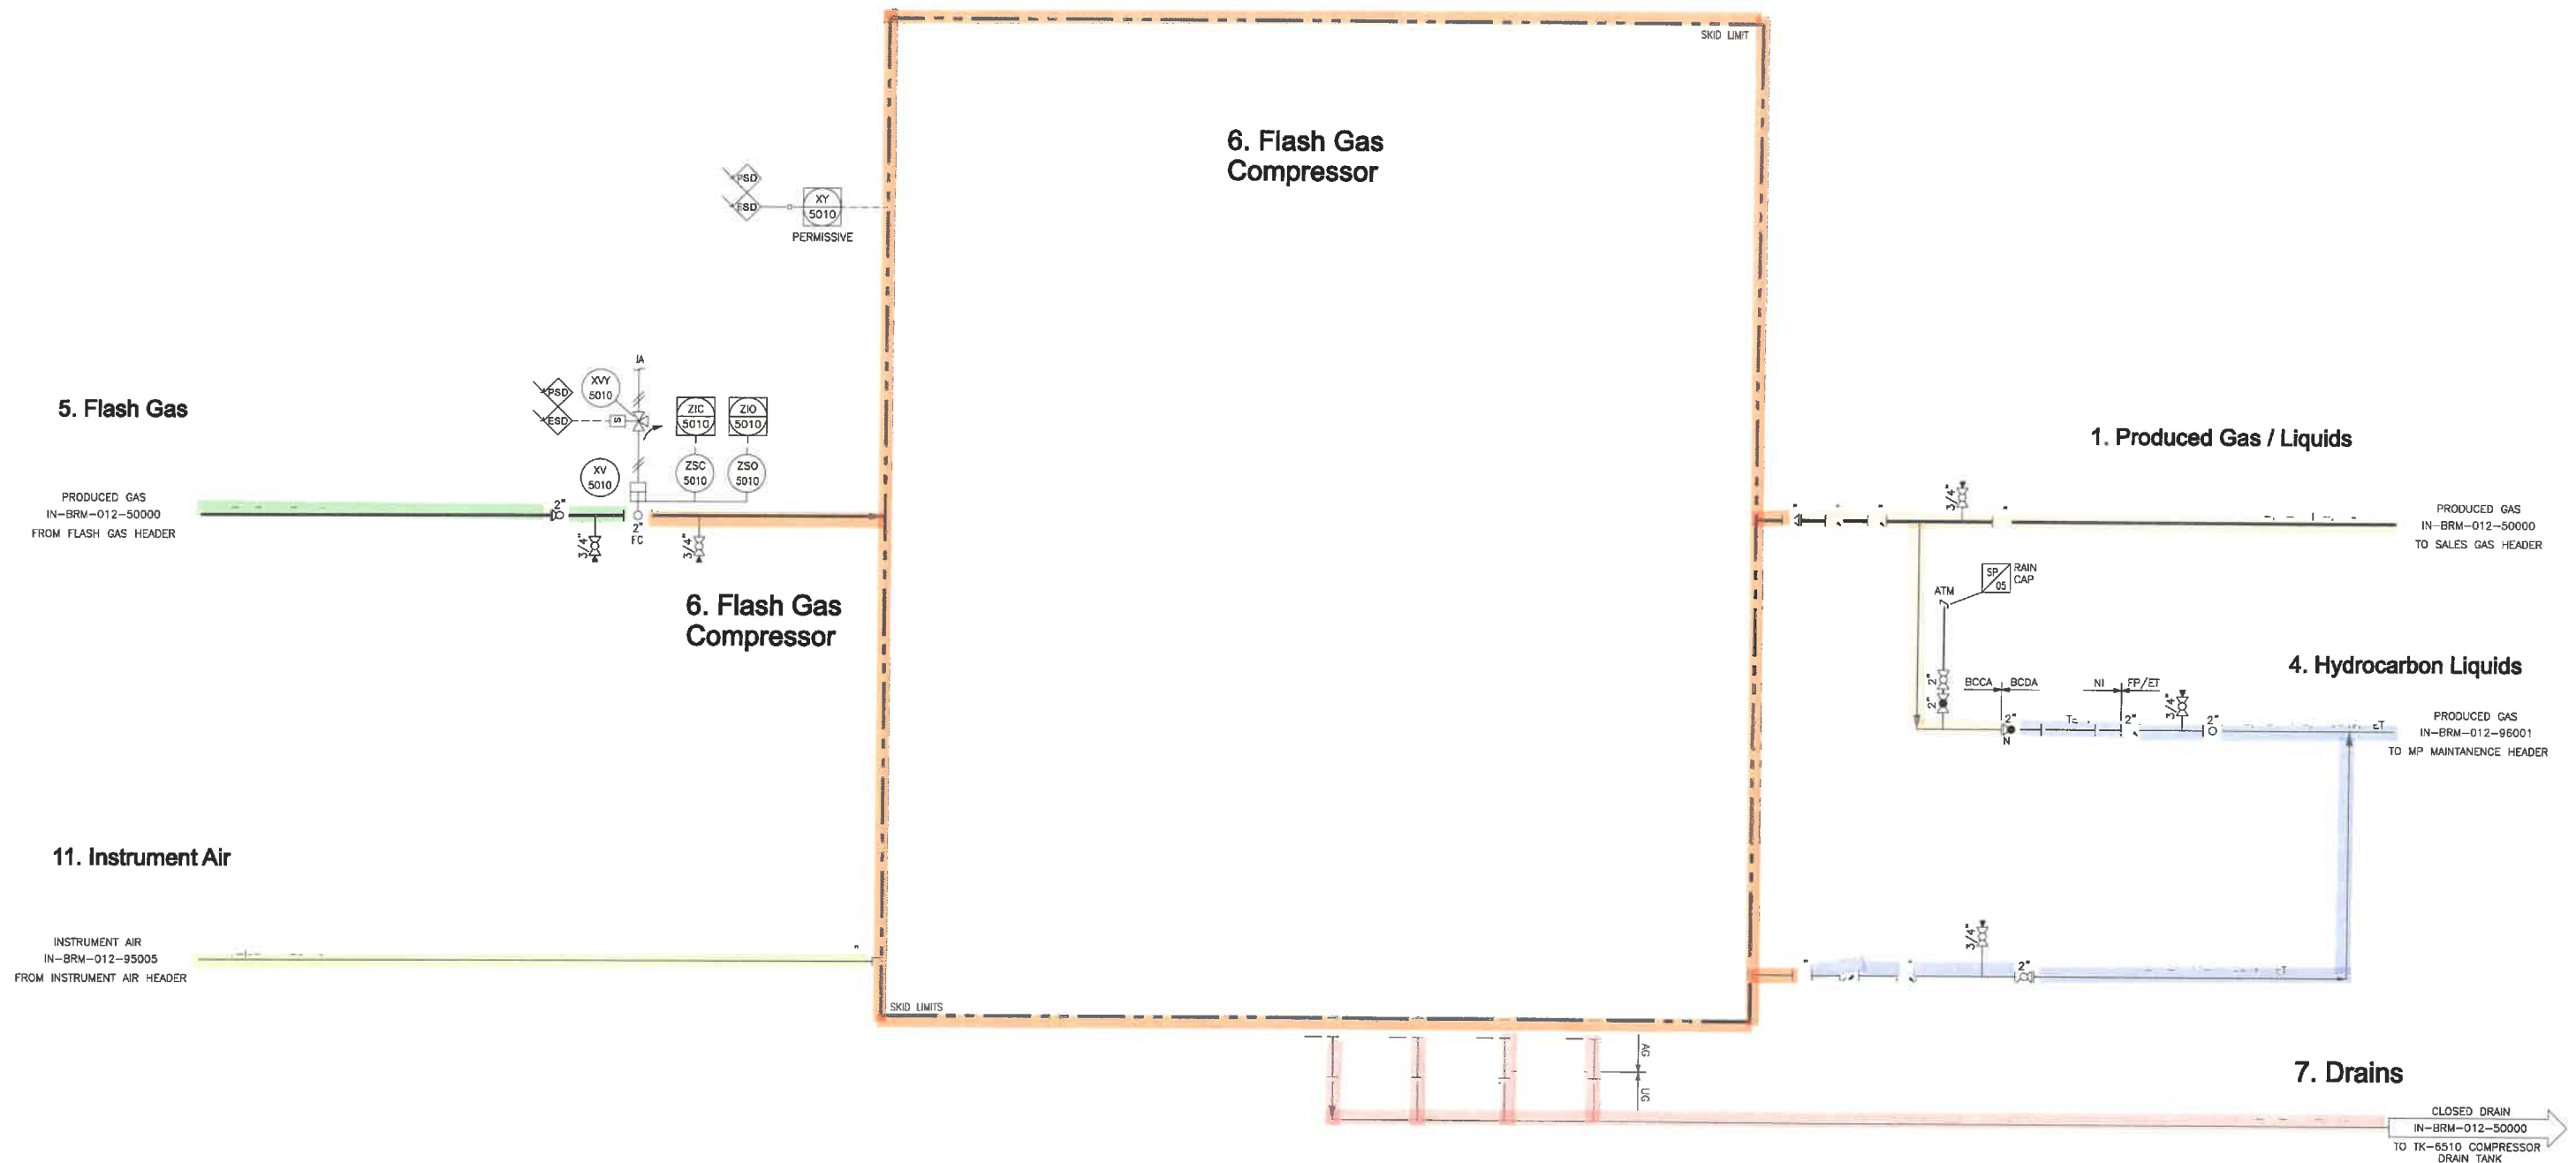 SKID LIMIT
6. Flash Gas
Compressor
PSD
ESD
XY
5010
PERMISSIVE
IA
XVY
5010
PSD
ESD
S
ZIC
5010
ZIO
5010
5. Flash Gas
XV
5010
ZSC
5010
ZSO
5010
PRODUCED GAS
IN-BRM-012-50000
FROM FLASH GAS HEADER
2"
2"
FC
3/4"
3/4"
6. Flash Gas
Compressor
1. Produced Gas / Liquids
3/4"
PRODUCED GAS
IN-BRM-012-50000
TO SALES GAS HEADER
SP
05
RAIN
CAP
ATM
4. Hydrocarbon Liquids
2"
2"
BCCA
BCDA
NI
FP/ET
3/4"
2"
N
2"
2"
ET
PRODUCED GAS
IN-BRM-012-96001
TO MP MAINTANENCE HEADER
11. Instrument Air
INSTRUMENT AIR
IN-BRM-012-95005
FROM INSTRUMENT AIR HEADER
3/4"
2"
ET
SKID LIMITS
AG
UG
7. Drains
CLOSED DRAIN
IN-BRM-012-50000
TO TK-6510 COMPRESSOR
DRAIN TANK